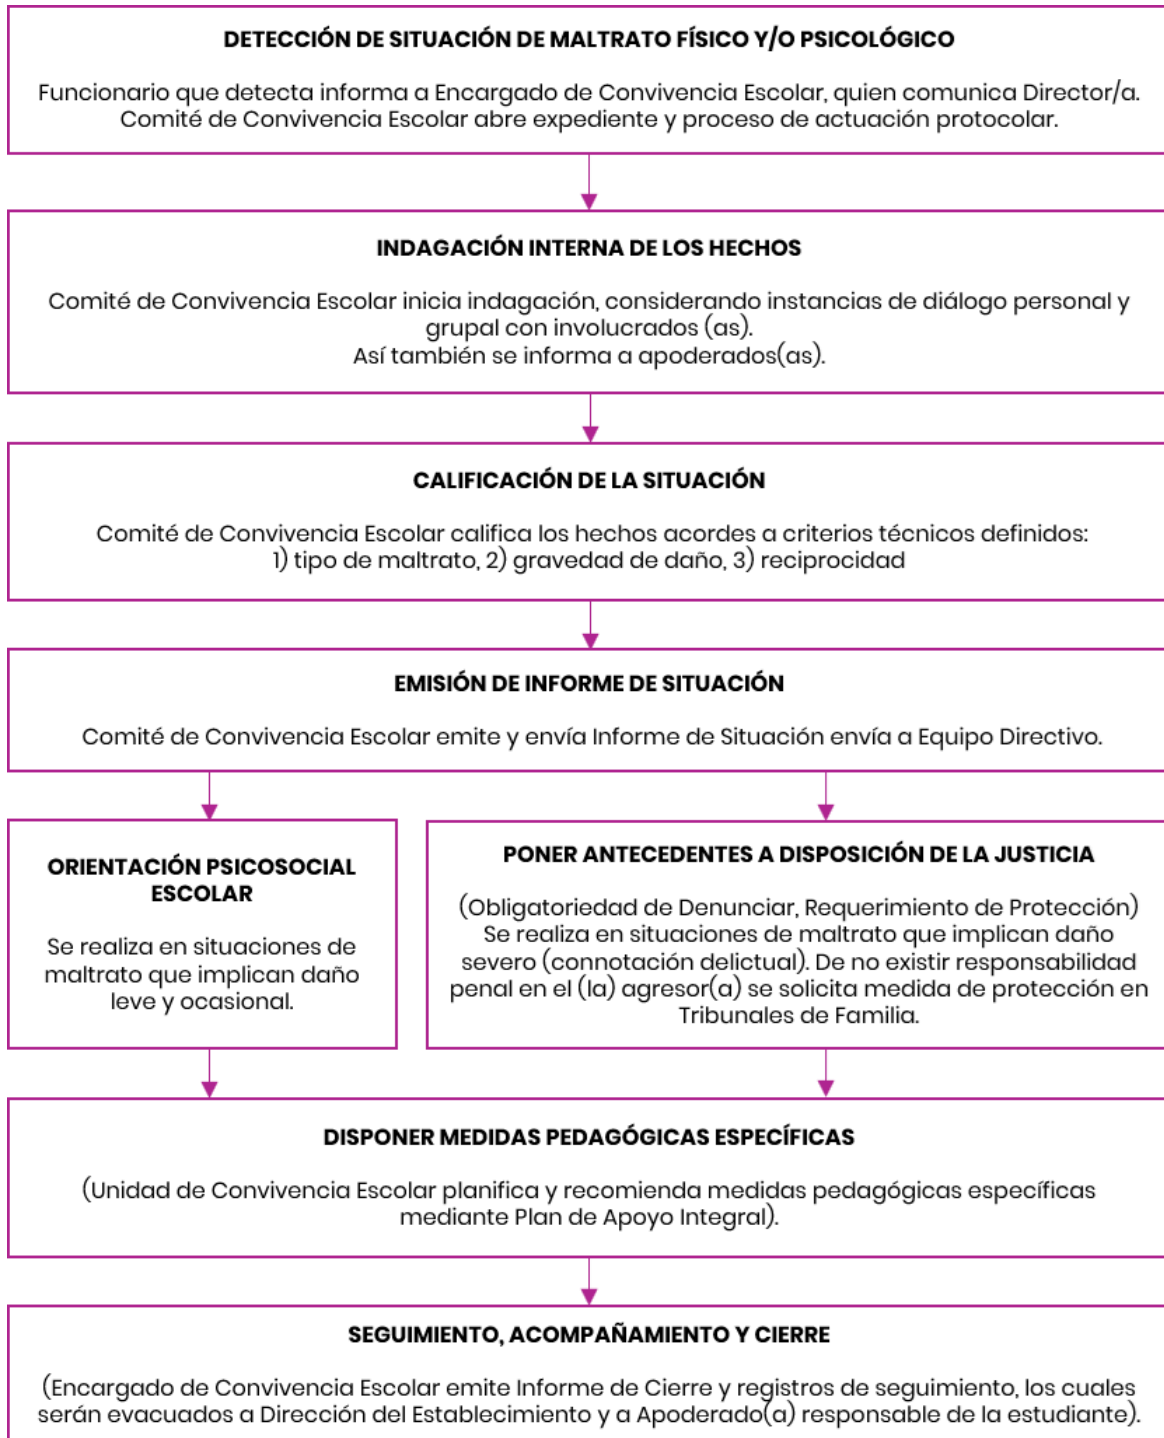 DETECCIÓN DE SITUACIÓN DE MALTRATO FÍSICO Y/O PSICOLÓGICO
Funcionario que detecta informa a Encargado de Convivencia Escolar, quien comunica Director/a.
Comité de Convivencia Escolar abre expediente y proceso de actuación protocolar.
INDAGACIÓN INTERNA DE LOS HECHOS
Comité de Convivencia Escolar inicia indagación, considerando instancias de diálogo personal y
grupal con involucrados (as).
Así también se informa a apoderados(as).
CALIFICACIÓN DE LA SITUACIÓN
Comité de Convivencia Escolar califica los hechos acordes a criterios técnicos definidos:
1) tipo de maltrato, 2) gravedad de daño, 3) reciprocidad
EMISIÓN DE INFORME DE SITUACIÓN
Comité de Convivencia Escolar emite y envía Informe de Situación envía a Equipo Directivo.
ORIENTACIÓN PSICOSOCIAL
ESCOLAR
Se realiza en situaciones de
maltrato que implican daño
leve y ocasional.
PONER ANTECEDENTES A DISPOSICIÓN DE LA JUSTICIA
(Obligatoriedad de Denunciar, Requerimiento de Protección)
Se realiza en situaciones de maltrato que implican daño
severo (connotación delictual). De no existir responsabilidad
penal en el (la) agresor(a) se solicita medida de protección en
Tribunales de Familia.
DISPONER MEDIDAS PEDAGÓGICAS ESPECÍFICAS
(Unidad de Convivencia Escolar planifica y recomienda medidas pedagógicas específicas
mediante Plan de Apoyo Integral).
SEGUIMIENTO, ACOMPAÑAMIENTO Y CIERRE
(Encargado de Convivencia Escolar emite Informe de Cierre y registros de seguimiento, los cuales
serán evacuados a Dirección del Establecimiento y a Apoderado(a) responsable de la estudiante).